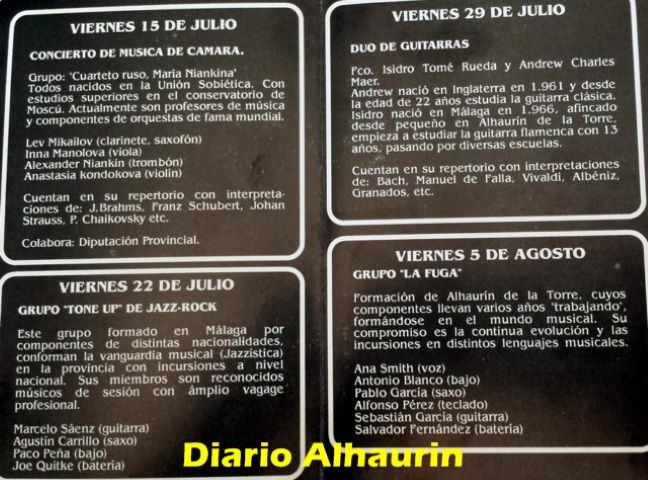 VIERNES 15 DE JULIO
CONCIERTO DE MUSICA DE CAMARA.
Grupo: "Cuarteto ruso, Maria Niankina"
Todos nacidos en la Unión Sobiética. Con
estudios superiores en el conservatorio de
Moscú. Actualmente son profesores de música
y componentes de orquestas de fama mundial.
Lev Mikailov (clarinete, saxofón)
Inna Manolova (viola)
Alexander Niankin (trombón)
Anastasia kondokova (violín)
Cuentan en su repertorio con interpreta-
ciones de: J.Brahms, Franz Schubert, Johan
Strauss, P. Chaikovsky etc.
Colabora: Diputación Provincial.
VIERNES 22 DE JULIO
GRUPO "TONE UP" DE JAZZ-ROCK
Este grupo formado en Málaga por
componentes de distintas nacionalidades,
conforman la vanguardia musical (Jazzística)
en la provincia con incursiones a nivel
nacional. Sus miembros son reconocidos
músicos de sesión con ámplio vagage
profesional.
Marcelo Sáenz (guitarra)
Agustín Carrillo (saxo)
Paco Peña (bajo)
Joe Quitke (batería)
VIERNES 29 DE JULIO
DUO DE GUITARRAS
Fco. Isidro Tomé Rueda y Andrew Charles
Maer.
Andrew nació en Inglaterra en 1.961 y desde
la edad de 22 años estudia la guitarra clásica.
Isidro nació en Málaga en 1.966, afincado
desde pequeño en Alhaurín de la Torre,
empieza a estudiar la guitarra flamenca con 13
años, pasando por diversas escuelas.
Cuentan en su repertorio con interpretaciones
de: Bach, Manuel de Falla, Vivaldi, Albéniz,
Granados, etc.
VIERNES 5 DE AGOSTO
GRUPO "LA FUGA"
Formación de Alhaurín de la Torre, cuyos
componentes llevan varios años "trabajando",
formándose en el mundo musical. Su
compromiso es la continua evolución y las
incursiones en distintos lenguajes musicales.
Ana Smith (voz)
Antonio Blanco (bajo)
Pablo García (saxo)
Alfonso Pérez (teclado)
Sebastián García (guitarra)
Salvador Fernández (batería)
Diario Alhaurín